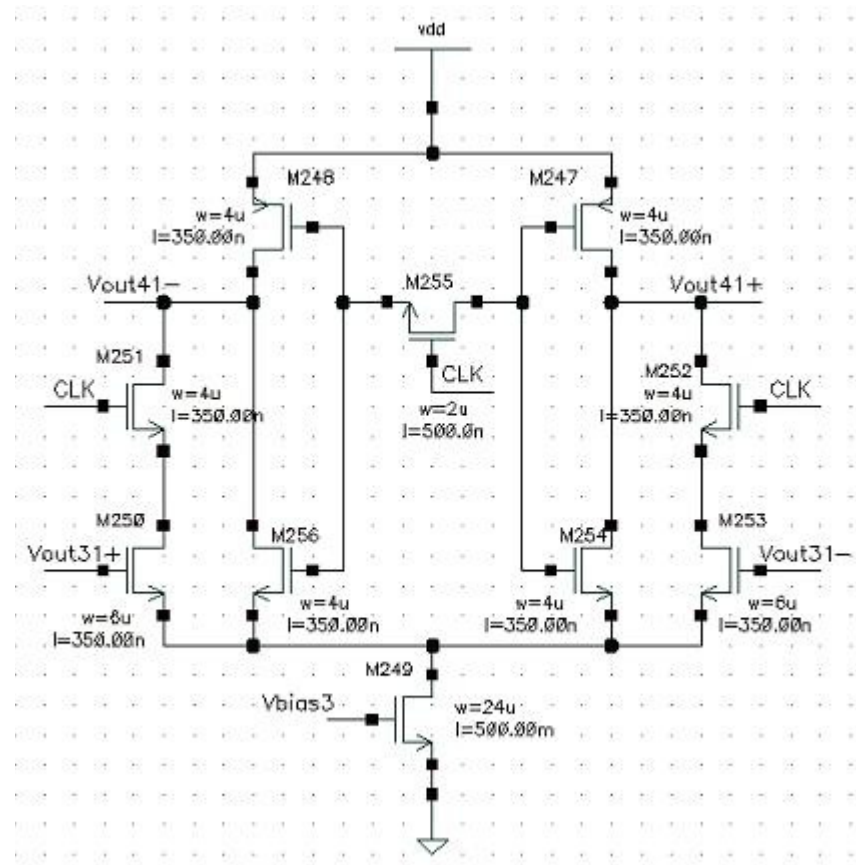 vdd
M248
M247
w=4u
l=350.00n
w=4u
l=350.00n
Vout41-
M255
Vout41+
M251
M252
CLK
w=4u
l=350.00n
CLK
w=2u
l=500.0n
w=4u
l=350.00n
CLK
M250
M256
M254
M253
Vout31+
Vout31-
w=6u
l=350.00n
w=4u
l=350.00n
w=4u
l=350.00n
w=6u
l=350.00n
M249
Vbias3
w=24u
l=500.00m